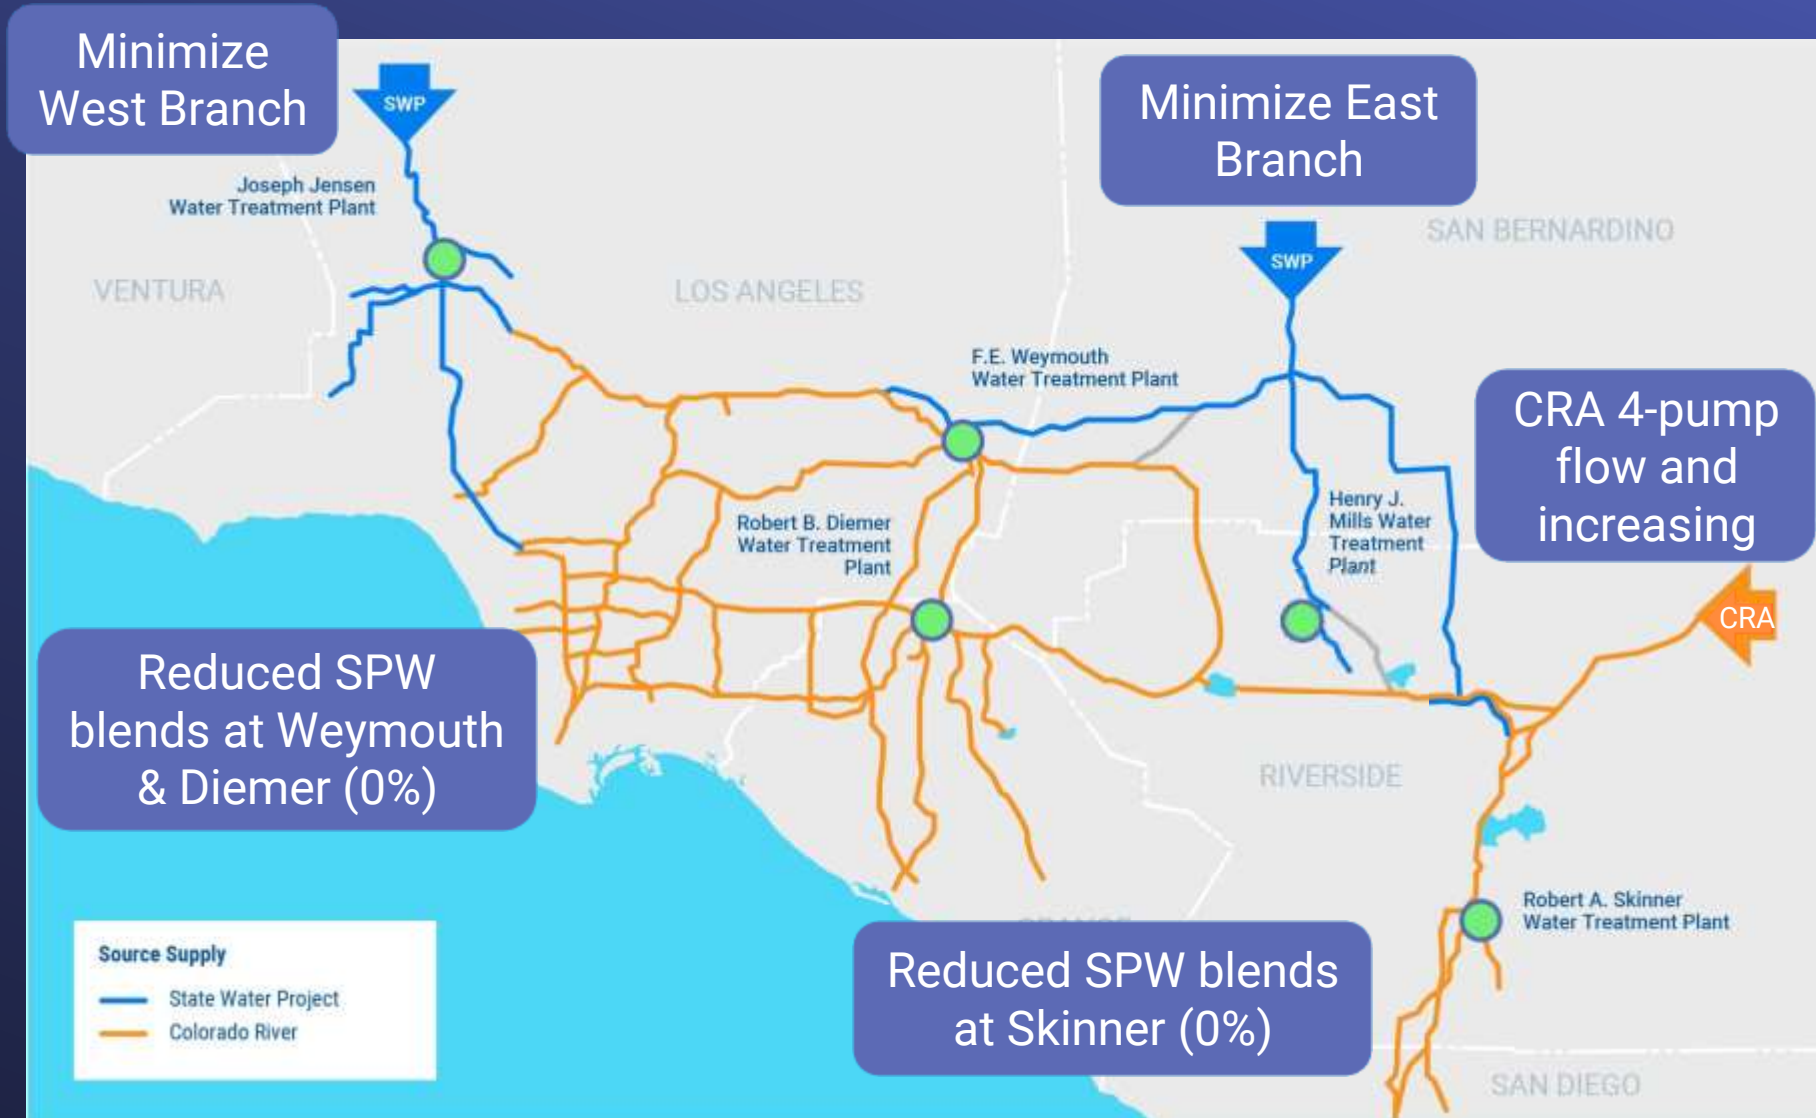 Minimize
West Branch
SWP
Minimize East
Branch
Joseph Jensen
Water Treatment Plant
SAN BERNARDINO
SWP
VENTURA
LOS ANGELES
F.E. Weymouth
Water Treatment Plant
CRA 4-pump
flow and
increasing
Henry J.
Mills Water
Treatment
Plant
Robert B. Diemer
Water Treatment
Plant
CRA
Reduced SPW
blends at Weymouth
& Diemer (0%)
RIVERSIDE
Robert A. Skinner
Water Treatment Plant
Reduced SPW blends
at Skinner (0%)
Source Supply
State Water Project
Colorado River
SAN DIEGO